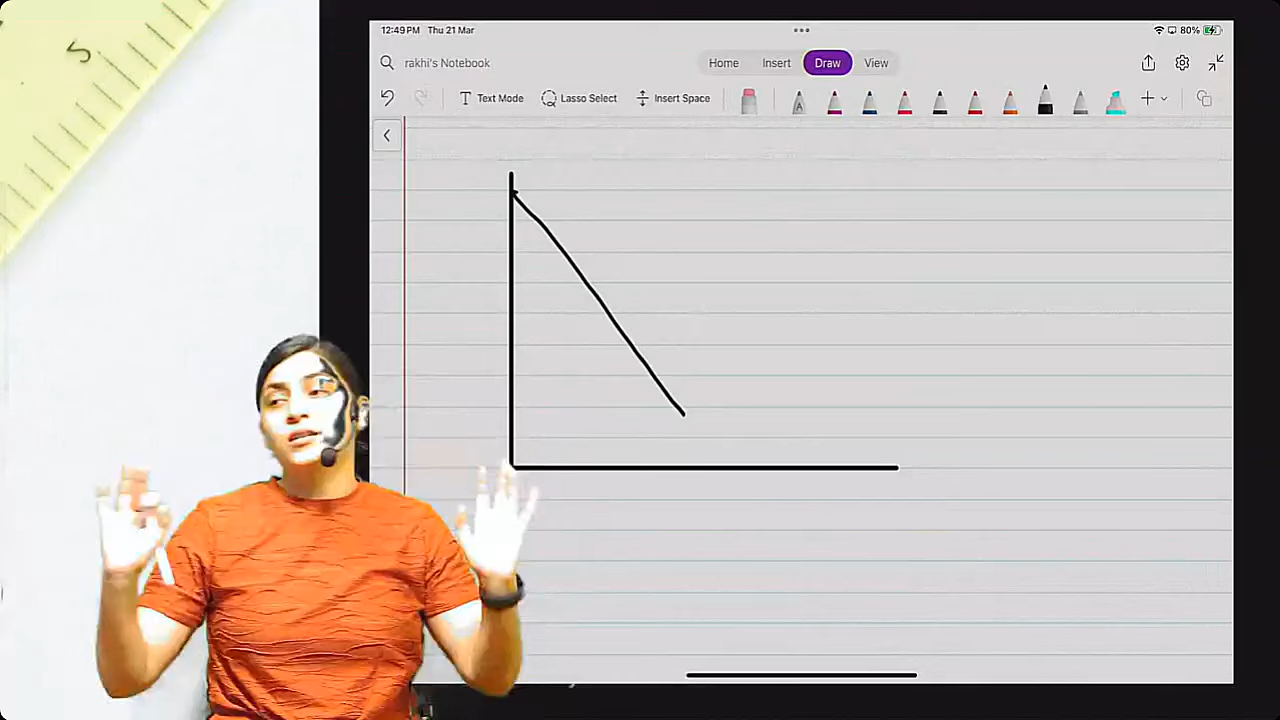 S
12:49 PM Thu 21 Mar
80%
rakhi's Notebook
Home Insert Draw View
Text Mode Lasso Select Insert Space
A